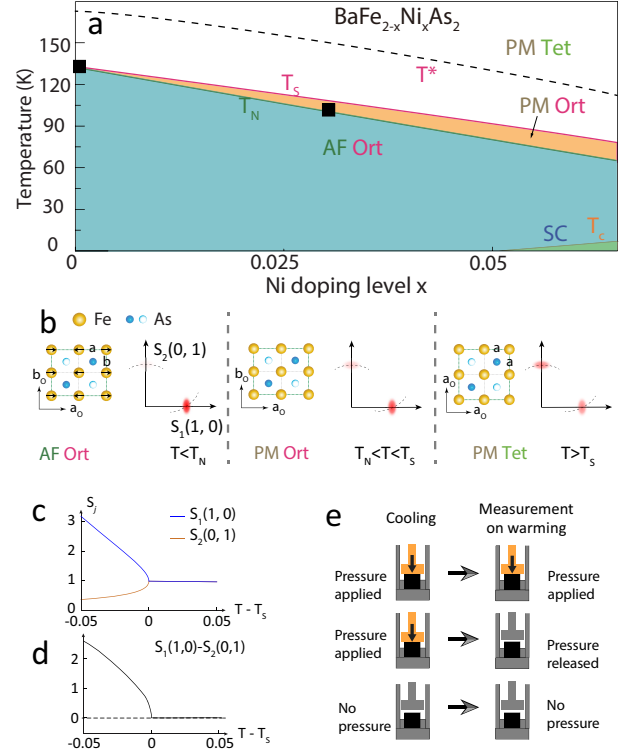 a
BaFe2-xNixAs2
PM Tet
T*
TS
TN
PM Ort
AF Ort
SC
Tc
Temperature (K)
150
120
90
60
30
0
0
0.025
0.05
Ni doping level x
b
Fe
As
a
b
bo
ao
S2(0, 1)
S1(1, 0)
AF Ort
T<TN
bo
ao
PM Ort
TN<T<TS
a
a
ao
ao
PM Tet
T>TS
c
Sj
3
2
1
0
S1(1, 0)
S2(0, 1)
-0.05
0
0.05
T - TS
d
S1(1,0)-S2(0,1)
2
1
0
-0.05
0
0.05
T - TS
e
Cooling
Measurement
on warming
Pressure
applied
Pressure
applied
Pressure
applied
Pressure
released
No
pressure
No
pressure